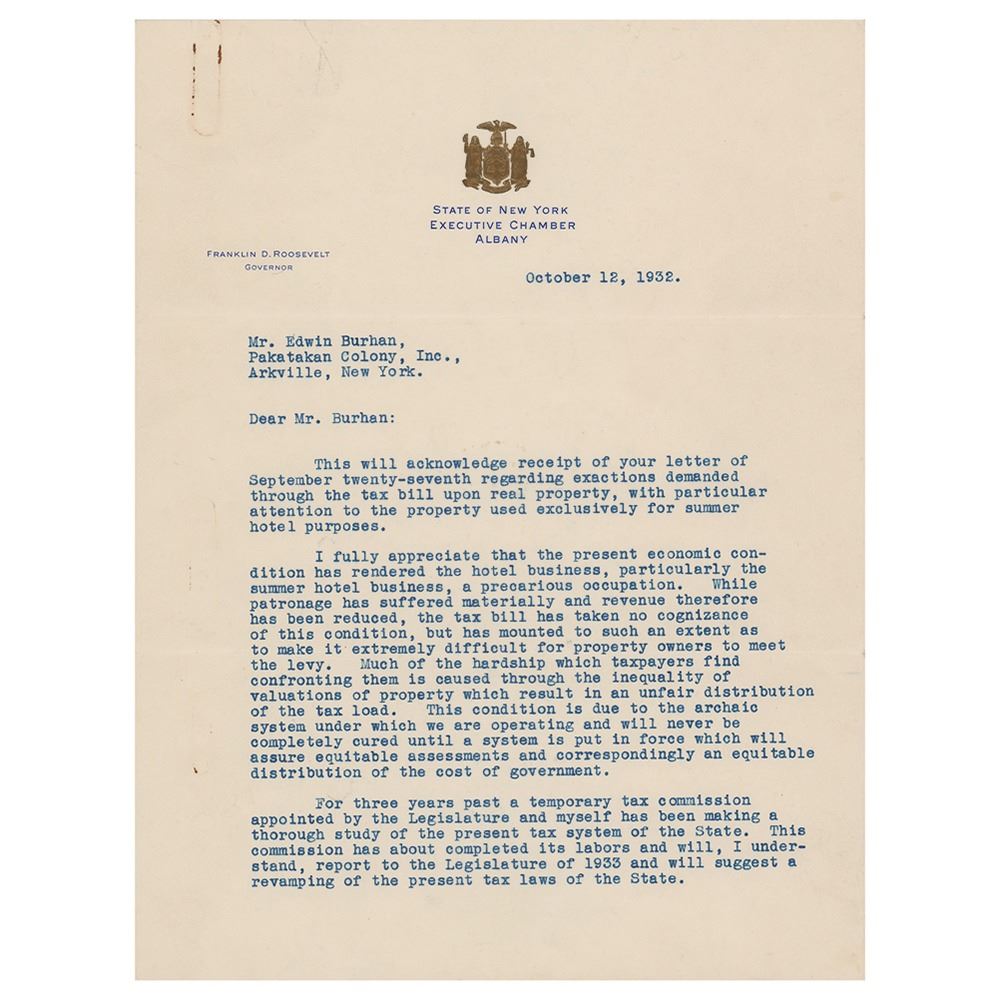 STATE OF NEW YORK
EXECUTIVE CHAMBER
ALBANY
FRANKLIN D. ROOSEVELT
GOVERNOR
October 12, 1932.
Mr. Edwin Burhan,
Pakatakan Colony, Inc.,
Arkville, New York.
Dear Mr. Burhan:
This will acknowledge receipt of your letter of
September twenty-seventh regarding exactions demanded
through the tax bill upon real property, with particular
attention to the property used exclusively for summer
hotel purposes.
I fully appreciate that the present economic con-
dition has rendered the hotel business, particularly the
summer hotel business, a precarious occupation. While
patronage has suffered materially and revenue therefore
has been reduced, the tax bill has taken no cognizance
of this condition, but has mounted to such an extent as
to make it extremely difficult for property owners to meet
the levy. Much of the hardship which taxpayers find
confronting them is caused through the inequality of
valuations of property which result in an unfair distribution
of the tax load. This condition is due to the archaic
system under which we are operating and will never be
completely cured until a system is put in force which will
assure equitable assessments and correspondingly an equitable
distribution of the cost of government.
For three years past a temporary tax commission
appointed by the Legislature and myself has been making a
thorough study of the present tax system of the State. This
commission has about completed its labors and will, I under-
stand, report to the Legislature of 1933 and will suggest a
revamping of the present tax laws of the State.